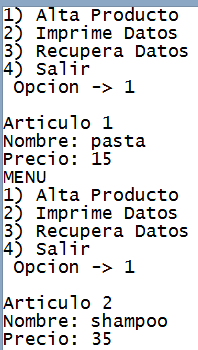 1) Alta Producto
2) Imprime Datos
3) Recupera Datos
4) Salir
Opcion -> 1
Articulo 1
Nombre: pasta
Precio: 15
MENU
1) Alta Producto
2) Imprime Datos
3) Recupera Datos
4) Salir
Opcion -> 1
Articulo 2
Nombre: shampoo
Precio: 35